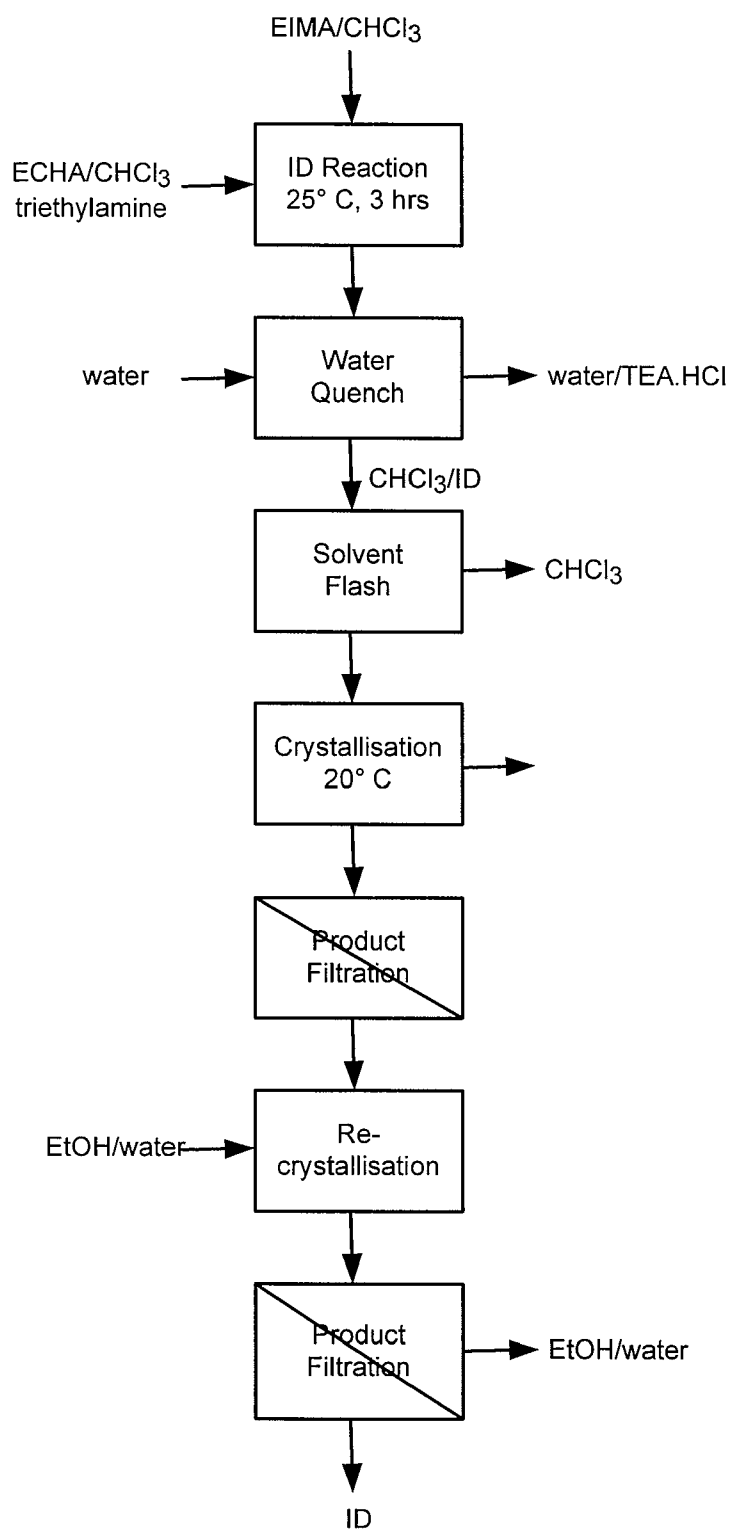 EIMA/CHCl3
ECHA/CHCl3
triethylamine
ID Reaction
25° C, 3 hrs
water
Water
Quench
water/TEA.HCl
CHCl3/ID
Solvent
Flash
CHCl3
Crystallisation
20° C
Product
Filtration
EtOH/water
Re-
crystallisation
Product
Filtration
EtOH/water
ID